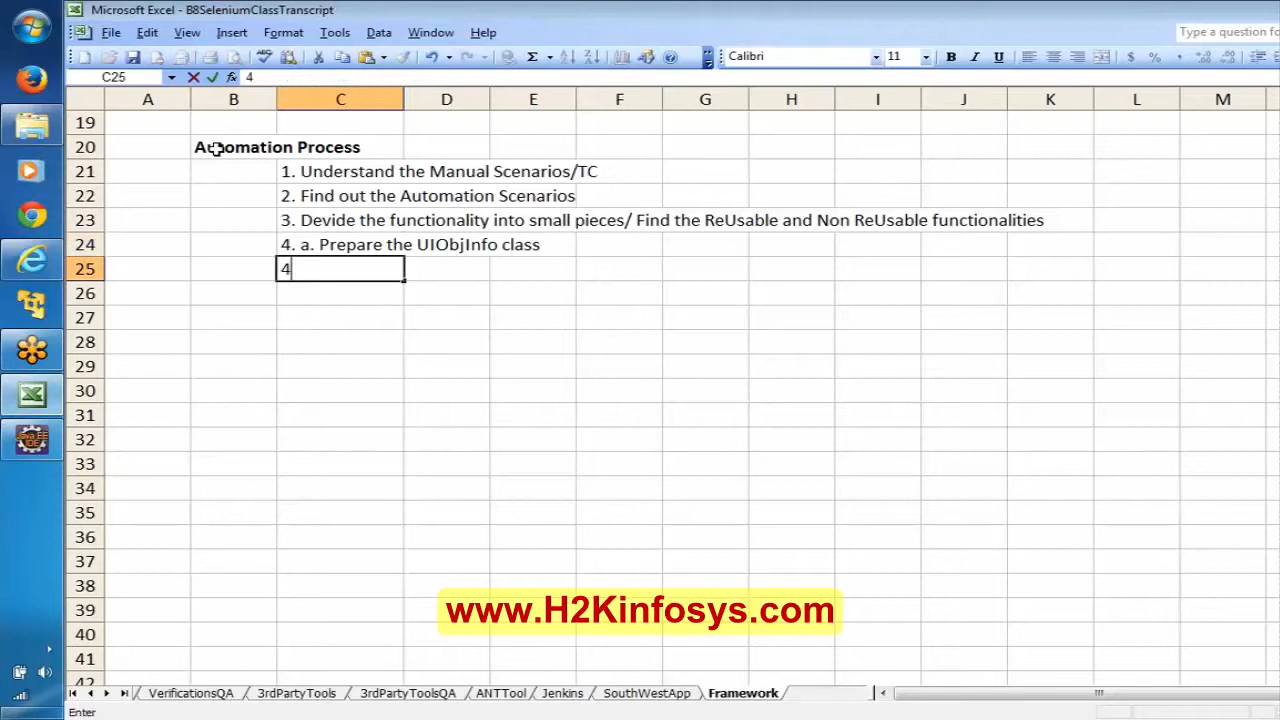 Microsoft Excel - B8SeleniumClassTranscript
File Edit View Insert Format Tools Data Window Help
Type a question fo
Calibri 11 B I U $ %
C25 fx 4
A B C D E F G H I J K L M
19
20 Automation Process
21 1. Understand the Manual Scenarios/TC
22 2. Find out the Automation Scenarios
23 3. Devide the functionality into small pieces/ Find the ReUsable and Non ReUsable functionalities
24 4. a. Prepare the UIObjInfo class
25 4
26
27
28
29
30
31
32
33
34
35
36
37
38
39
www.H2Kinfosys.com
40
41
42
VerificationsQA 3rdPartyTools 3rdPartyToolsQA ANTTool Jenkins SouthWestApp Framework
Enter